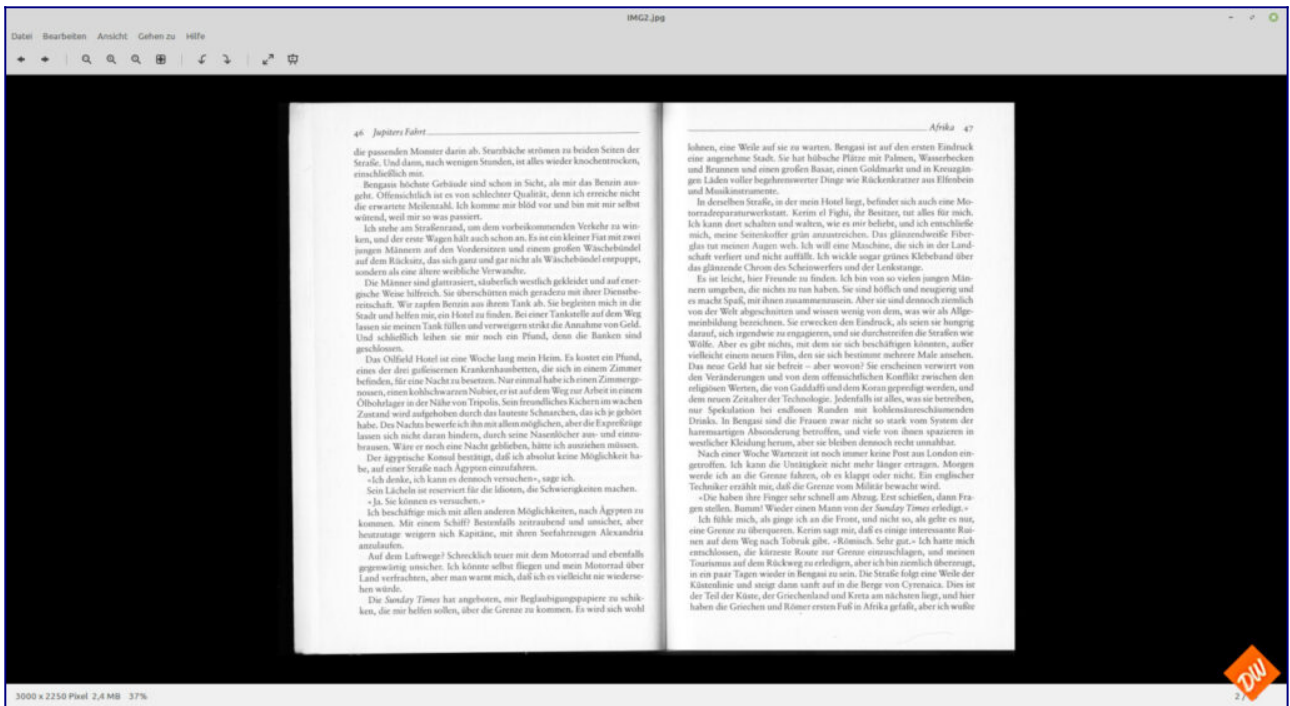 IMG2.jpg
Datei Bearbeiten Ansicht Gehen zu Hilfe
46 Jupiters Fahrt
die passenden Monster darin ab. Sturzbäche strömen zu beiden Seiten der
Straße. Und dann, nach wenigen Stunden, ist alles wieder knochentrocken,
einschließlich mir.
Bengasis höchste Gebäude sind schon in Sicht, als mir das Benzin aus-
geht. Offensichtlich ist es von schlechter Qualität, denn ich erreiche nicht
die erwartete Meilenzahl. Ich komme mir blöd vor und bin mit mir selbst
wütend, weil mir so was passiert.
Ich stehe am Straßenrand, um dem vorbeikommenden Verkehr zu win-
ken, und der erste Wagen hält auch schon an. Es ist ein kleiner Fiat mit zwei
jungen Männern auf den Vordersitzen und einem großen Wäschebündel
auf dem Rücksitz, das sich ganz und gar nicht als Wäschebündel entpuppt,
sondern als eine ältere weibliche Verwandte.
Die Männer sind glattrasiert, säuberlich westlich gekleidet und auf ener-
gische Weise hilfreich. Sie überschütten mich geradezu mit ihrer Dienstbe-
reitschaft. Wir zapfen Benzin aus ihrem Tank ab. Sie begleiten mich in die
Stadt und helfen mir, ein Hotel zu finden. Bei einer Tankstelle auf dem Weg
lassen sie meinen Tank füllen und verweigern strikt die Annahme von Geld.
Und schließlich leihen sie mir noch ein Pfund, denn die Banken sind
geschlossen.
Das Oilfield Hotel ist eine Woche lang mein Heim. Es kostet ein Pfund,
eines der drei gußeisernen Krankenhausbetten, die sich in einem Zimmer
befinden, für eine Nacht zu besetzen. Nur einmal habe ich einen Zimmerge-
nossen, einen kohlschwarzen Nubier, er ist auf dem Weg zur Arbeit in einem
Ölbohrlager in der Nähe von Tripolis. Sein freundliches Kichern im wachen
Zustand wird aufgehoben durch das lauteste Schnarchen, das ich je gehört
habe. Des Nachts bewerfe ich ihn mit allem möglichen, aber die Expreßzüge
lassen sich nicht daran hindern, durch seine Nasenlöcher aus- und einzu-
brausen. Wäre er noch eine Nacht geblieben, hätte ich ausziehen müssen.
Der ägyptische Konsul bestätigt, daß ich absolut keine Möglichkeit ha-
be, auf einer Straße nach Ägypten einzufahren.
«Ich denke, ich kann es dennoch versuchen», sage ich.
Sein Lächeln ist reserviert für die Idioten, die Schwierigkeiten machen.
«Ja. Sie können es versuchen.»
Ich beschäftige mich mit allen anderen Möglichkeiten, nach Ägypten zu
kommen. Mit einem Schiff? Bestenfalls zeitraubend und unsicher, aber
heutzutage weigern sich Kapitäne, mit ihren Seefahrzeugen Alexandria
anzulaufen.
Auf dem Luftwege? Schrecklich teuer mit dem Motorrad und ebenfalls
gegenwärtig unsicher. Ich könnte selbst fliegen und mein Motorrad über
Land verfrachten, aber man warnt mich, daß ich es vielleicht nie wiederse-
hen würde.
Die Sunday Times hat angeboten, mir Beglaubigungspapiere zu schik-
ken, die mir helfen sollen, über die Grenze zu kommen. Es wird sich wohl
Afrika 47
lohnen, eine Weile auf sie zu warten. Bengasi ist auf den ersten Eindruck
eine angenehme Stadt. Sie hat hübsche Plätze mit Palmen, Wasserbecken
und Brunnen und einen großen Basar, einen Goldmarkt und in Kreuzgän-
gen Läden voller begehrenswerter Dinge wie Rückenkratzer aus Elfenbein
und Musikinstrumente.
In derselben Straße, in der mein Hotel liegt, befindet sich auch eine Mo-
torradreparaturwerkstatt. Kerim el Fighi, ihr Besitzer, tut alles für mich.
Ich kann dort schalten und walten, wie es mir beliebt, und ich entschließe
mich, meine Seitenkoffer grün anzustreichen. Das glänzendweiße Fiber-
glas tut meinen Augen weh. Ich will eine Maschine, die sich in der Land-
schaft verliert und nicht auffällt. Ich wickle sogar grünes Klebeband über
das glänzende Chrom des Scheinwerfers und der Lenkstange.
Es ist leicht, hier Freunde zu finden. Ich bin von so vielen jungen Män-
nern umgeben, die nichts zu tun haben. Sie sind höflich und neugierig und
es macht Spaß, mit ihnen zusammenzusein. Aber sie sind dennoch ziemlich
von der Welt abgeschnitten und wissen wenig von dem, was wir als Allge-
meinbildung bezeichnen. Sie erwecken den Eindruck, als seien sie hungrig
darauf, sich irgendwie zu engagieren, und sie durchstreifen die Straßen wie
Wölfe. Aber es gibt nichts, mit dem sie sich beschäftigen könnten, außer
vielleicht einem neuen Film, den sie sich bestimmt mehrere Male ansehen.
Das neue Geld hat sie befreit – aber wovon? Sie erscheinen verwirrt von
den Veränderungen und von dem offensichtlichen Konflikt zwischen den
religiösen Werten, die von Gaddaffi und dem Koran gepredigt werden, und
dem neuen Zeitalter der Technologie. Jedenfalls ist alles, was sie betreiben,
nur Spekulation bei endlosen Runden mit kohlensäureschäumenden
Drinks. In Bengasi sind die Frauen zwar nicht so stark vom System der
haremsartigen Absonderung betroffen, und viele von ihnen spazieren in
westlicher Kleidung herum, aber sie bleiben dennoch recht unnahbar.
Nach einer Woche Wartezeit ist noch immer keine Post aus London ein-
getroffen. Ich kann die Untätigkeit nicht mehr länger ertragen. Morgen
werde ich an die Grenze fahren, ob es klappt oder nicht. Ein englischer
Techniker erzählt mir, daß die Grenze vom Militär bewacht wird.
«Die haben ihre Finger sehr schnell am Abzug. Erst schießen, dann Fra-
gen stellen. Bumm! Wieder einen Mann von der Sunday Times erledigt.»
Ich fühle mich, als ginge ich an die Front, und nicht so, als gelte es nur,
eine Grenze zu überqueren. Kerim sagt mir, daß es einige interessante Rui-
nen auf dem Weg nach Tobruk gibt. «Römisch. Sehr gut.» Ich hatte mich
entschlossen, die kürzeste Route zur Grenze einzuschlagen, und meinen
Tourismus auf dem Rückweg zu erledigen, aber ich bin ziemlich überzeugt,
in ein paar Tagen wieder in Bengasi zu sein. Die Straße folgt eine Weile der
Küstenlinie und steigt dann sanft auf in die Berge von Cyrenaica. Dies ist
der Teil der Küste, der Griechenland und Kreta am nächsten liegt, und hier
haben die Griechen und Römer ersten Fuß in Afrika gefaßt, aber ich wußte
3000 x 2250 Pixel 2,4 MB 37%
2 /
DW